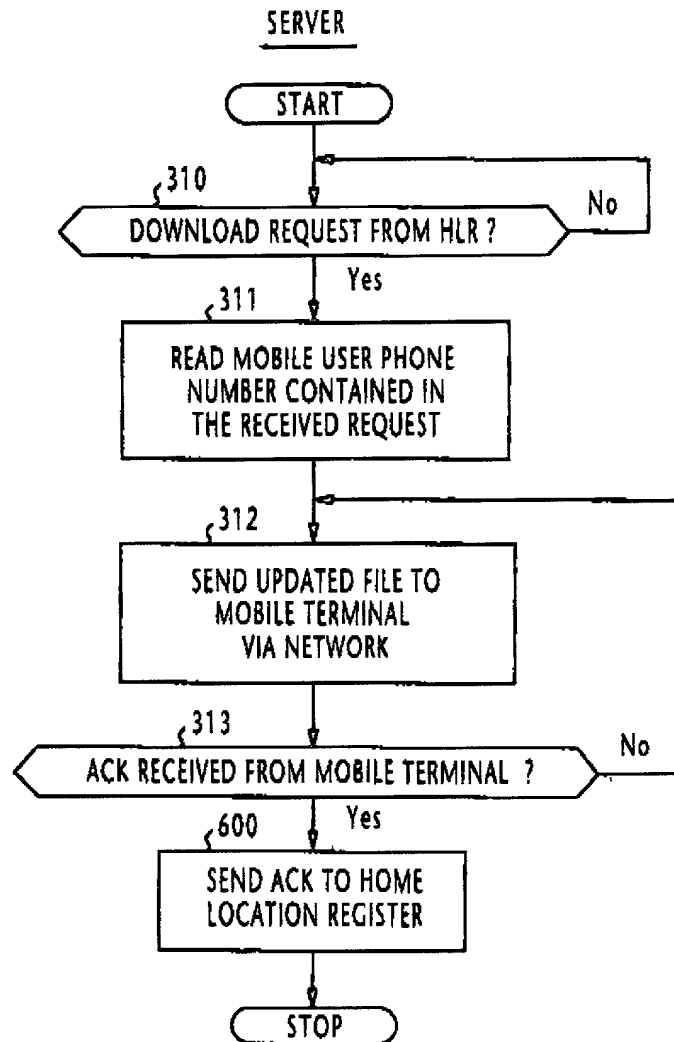 SERVER
START
310
DOWNLOAD REQUEST FROM HLR ?
No
Yes
311
READ MOBILE USER PHONE
NUMBER CONTAINED IN
THE RECEIVED REQUEST
312
SEND UPDATED FILE TO
MOBILE TERMINAL
VIA NETWORK
313
ACK RECEIVED FROM MOBILE TERMINAL ?
No
Yes
600
SEND ACK TO HOME
LOCATION REGISTER
STOP